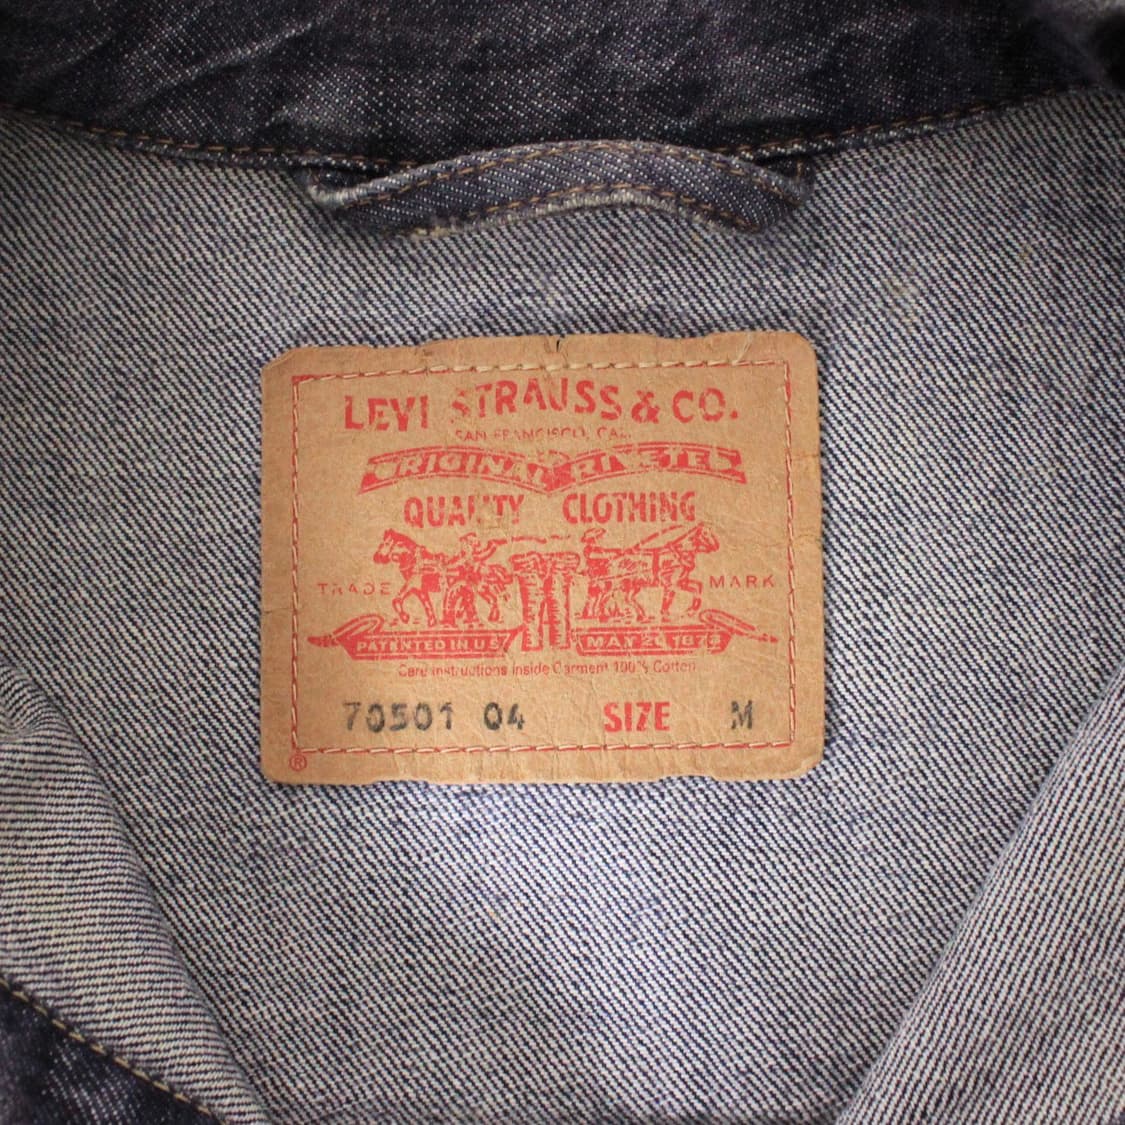 LEVI STRAUSS & CO.
SAN FRANCISCO, CAL.
ORIGINAL RIVETED
QUALITY CLOTHING
TRADE MARK
PATENTED IN U.S. MAY 20 1873
Care Instructions Inside Garment 100% Cotton
70501 04 SIZE M
®